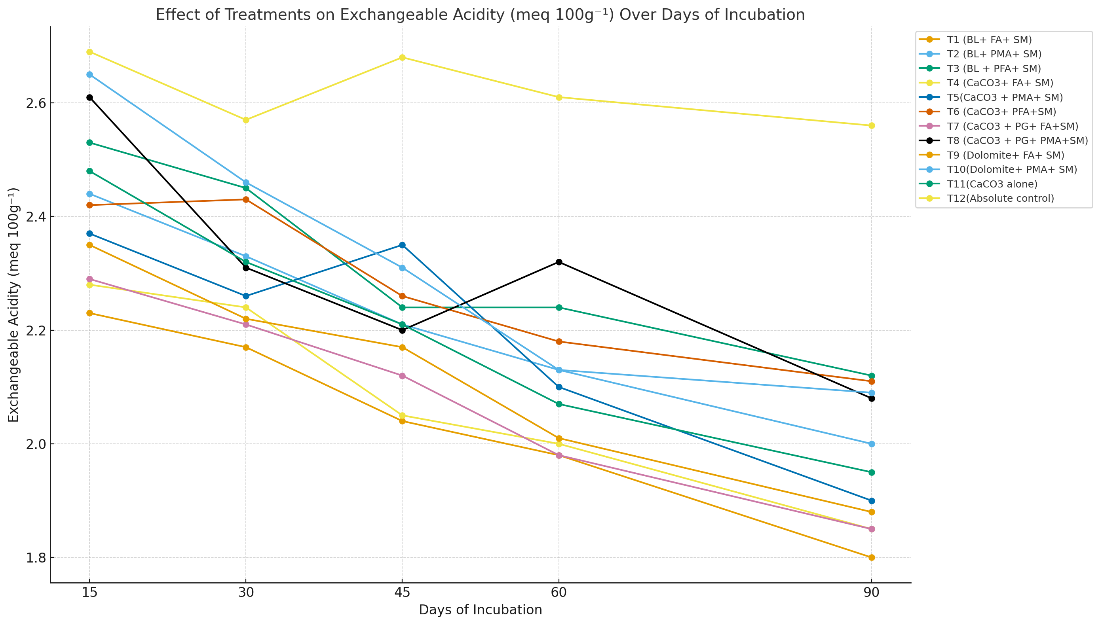 Effect of Treatments on Exchangeable Acidity (meq 100g⁻¹) Over Days of Incubation
Exchangeable Acidity (meq 100g⁻¹)
2.6
2.4
2.2
2.0
1.8
15 30 45 60 90
Days of Incubation
T1 (BL+ FA+ SM)
T2 (BL+ PMA+ SM)
T3 (BL + PFA+ SM)
T4 (CaCO3+ FA+ SM)
T5(CaCO3 + PMA+ SM)
T6 (CaCO3+ PFA+SM)
T7 (CaCO3 + PG+ FA+SM)
T8 (CaCO3 + PG+ PMA+SM)
T9 (Dolomite+ FA+ SM)
T10(Dolomite+ PMA+ SM)
T11(CaCO3 alone)
T12(Absolute control)